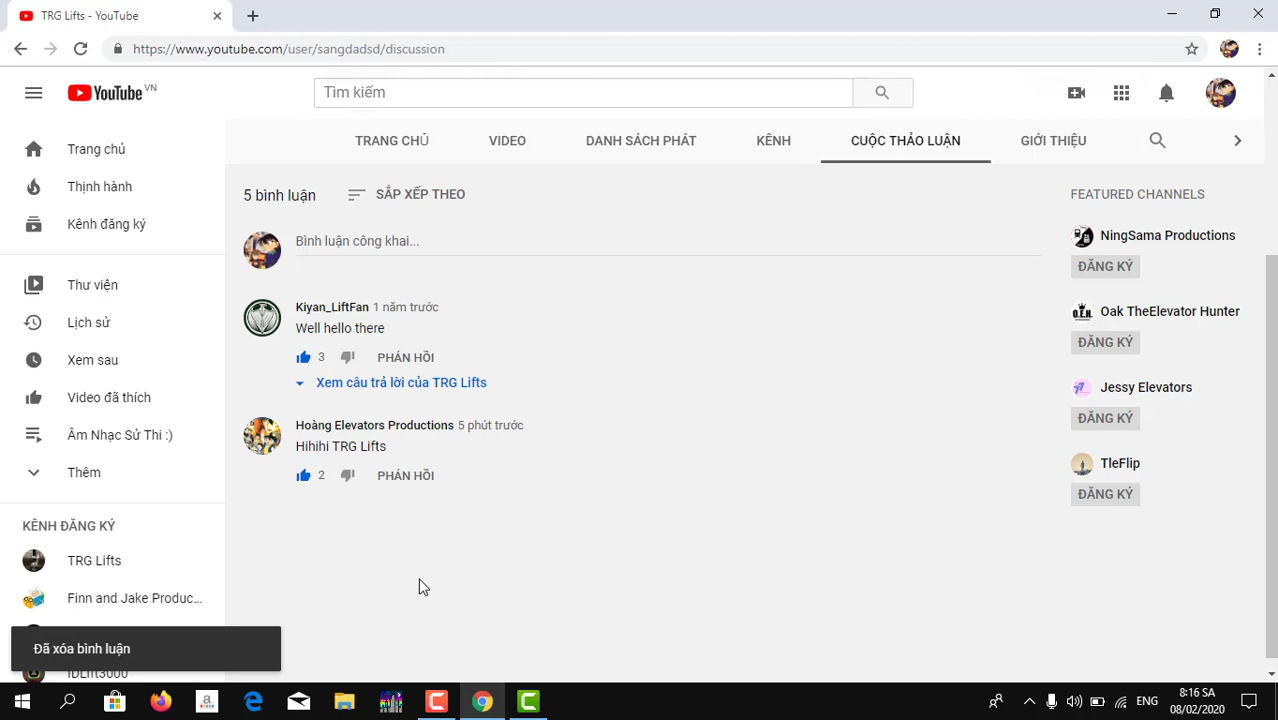 TRG Lifts - YouTube
https://www.youtube.com/user/sangdadsd/discussion
YouTube VN
Tìm kiếm
TRANG CHỦ VIDEO DANH SÁCH PHÁT KÊNH CUỘC THẢO LUẬN GIỚI THIỆU
Trang chủ
Thịnh hành
Kênh đăng ký
Thư viện
Lịch sử
Xem sau
Video đã thích
Âm Nhạc Sử Thi :)
Thêm
KÊNH ĐĂNG KÝ
TRG Lifts
Finn and Jake Produc...
IDLift3000
Đã xóa bình luận
5 bình luận SẮP XẾP THEO
Bình luận công khai...
Kiyan_LiftFan 1 năm trước
Well hello there
3 PHẢN HỒI
Xem câu trả lời của TRG Lifts
Hoàng Elevators Productions 5 phút trước
Hihihi TRG Lifts
2 PHẢN HỒI
FEATURED CHANNELS
NingSama Productions
ĐĂNG KÝ
O.E.H.
Oak TheElevator Hunter
ĐĂNG KÝ
Jessy Elevators
ĐĂNG KÝ
TleFlip
ĐĂNG KÝ
ENG
8:16 SA
08/02/2020